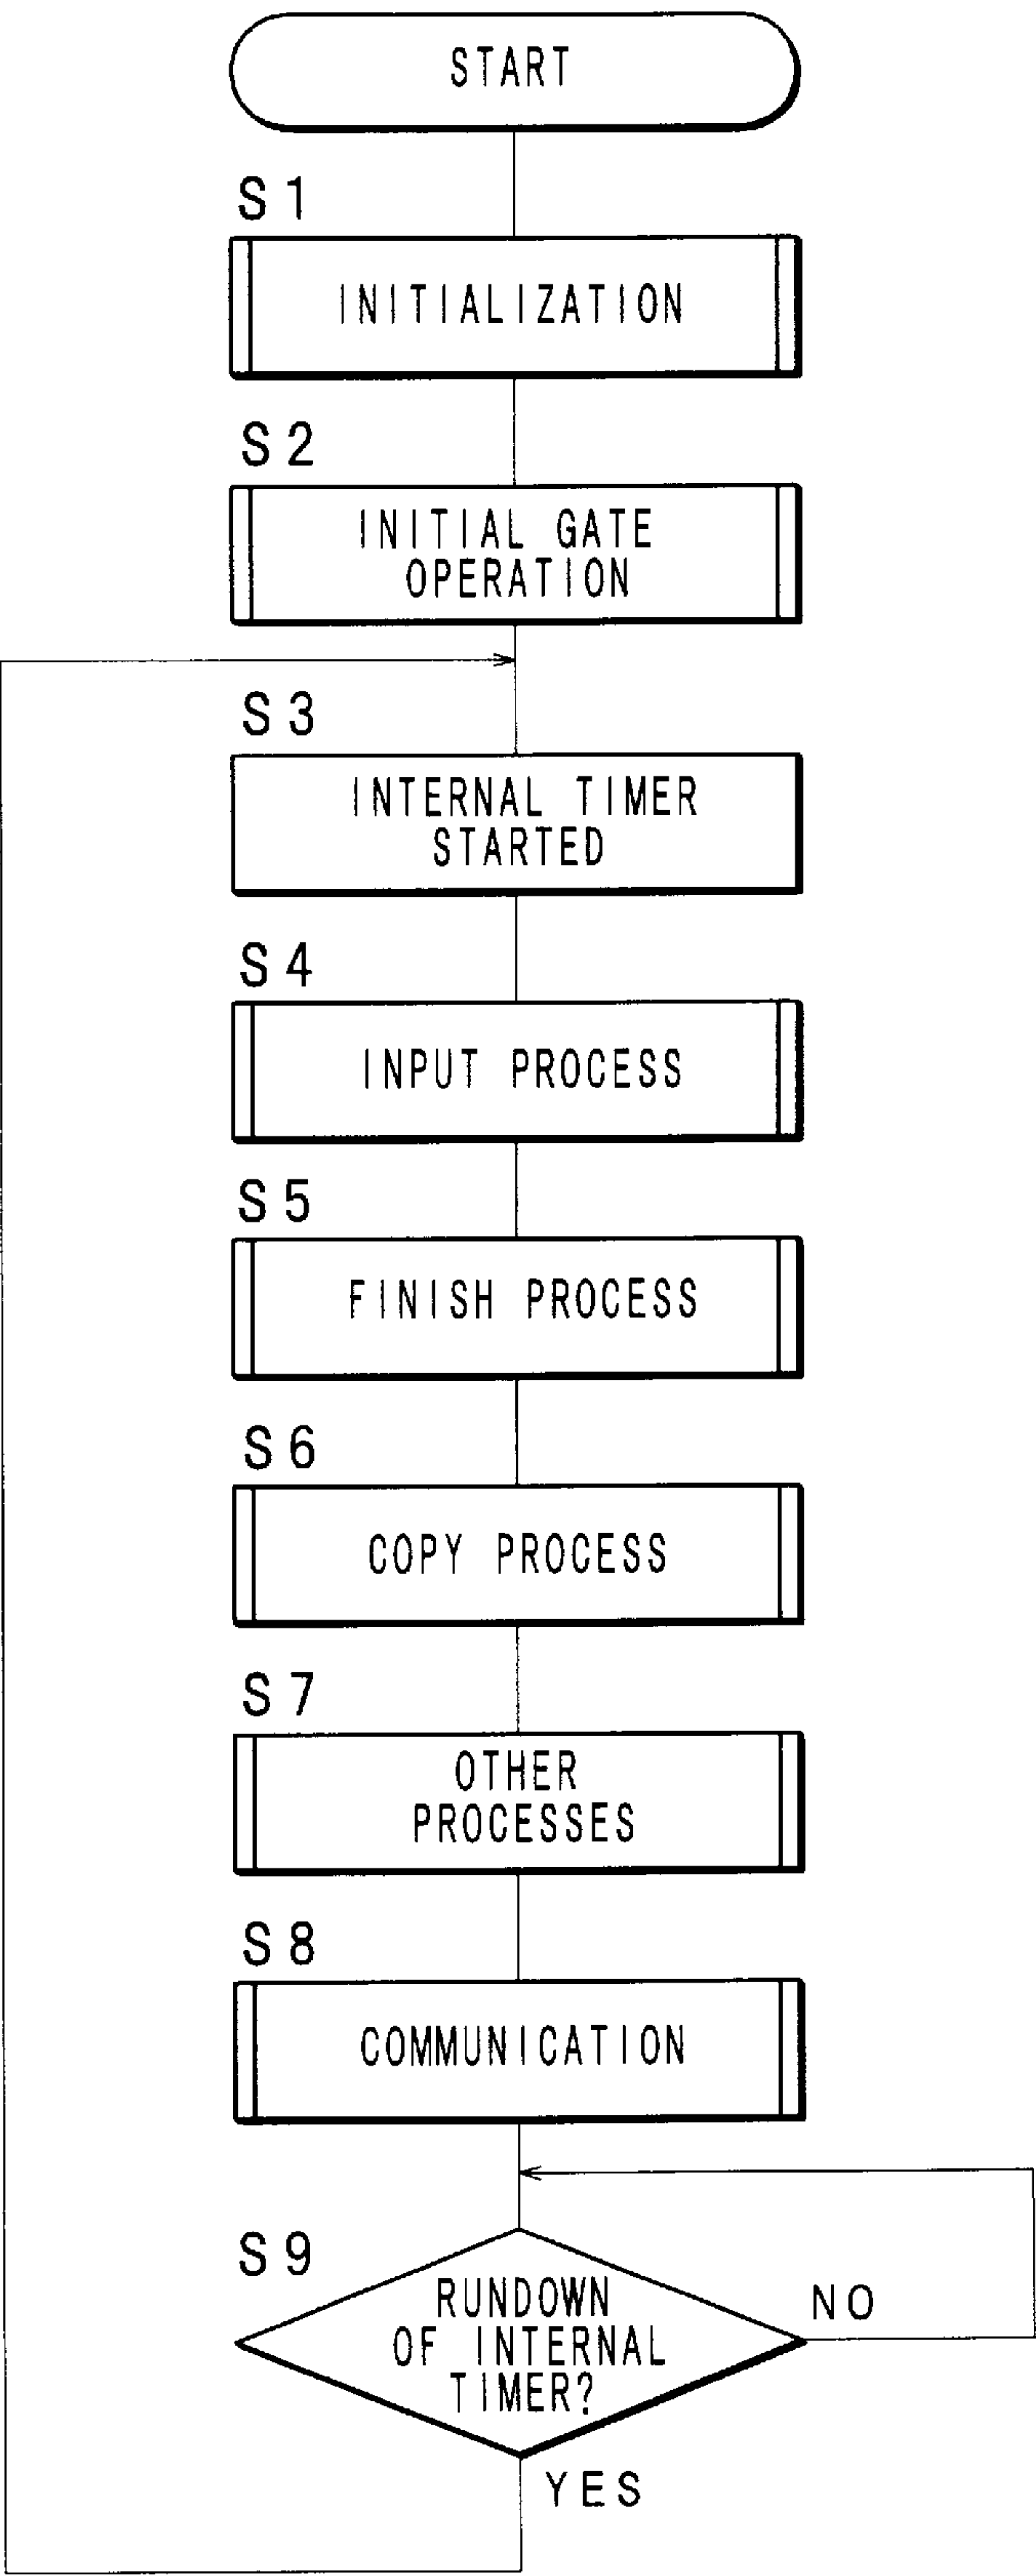 START
S1
INITIALIZATION
S2
INITIAL GATE
OPERATION
S3
INTERNAL TIMER
STARTED
S4
INPUT PROCESS
S5
FINISH PROCESS
S6
COPY PROCESS
S7
OTHER
PROCESSES
S8
COMMUNICATION
S9
RUNDOWN
OF INTERNAL
TIMER?
NO
YES